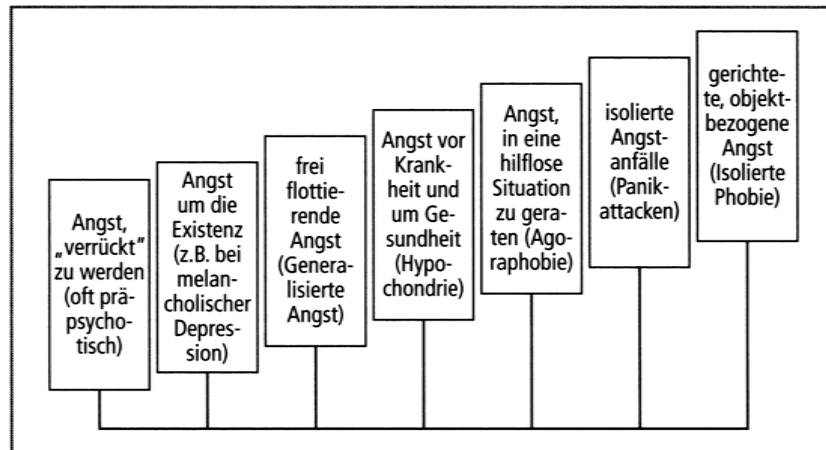 Angst,
„verrückt”
zu werden
(oft prä-
psycho-
tisch)
Angst
um die
Existenz
(z.B. bei
melan-
cholischer
Depres-
sion)
frei
flottie-
rende
Angst
(Genera-
lisierte
Angst)
Angst vor
Krank-
heit und
um Ge-
sundheit
(Hypo-
chondrie)
Angst,
in eine
hilflose
Situation
zu gera-
ten (Ago-
raphobie)
isolierte
Angst-
anfälle
(Panik-
attacken)
gerichte-
te, objekt-
bezogene
Angst
(Isolierte
Phobie)